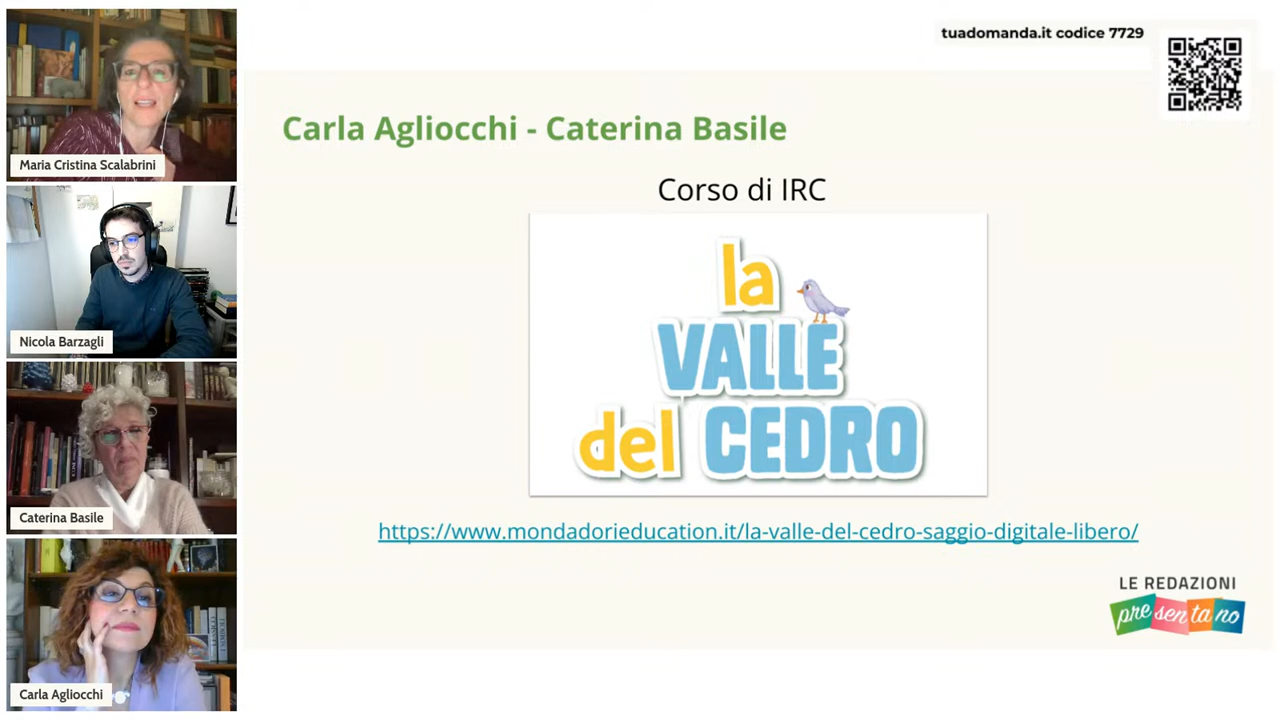 tuadomanda.it codice 7729
Carla Agliocchi - Caterina Basile
Corso di IRC
la
VALLE
del CEDRO
https://www.mondadorieducation.it/la-valle-del-cedro-saggio-digitale-libero/
LE REDAZIONI
presentano
Maria Cristina Scalabrini
Nicola Barzagli
Caterina Basile
Carla Agliocchi